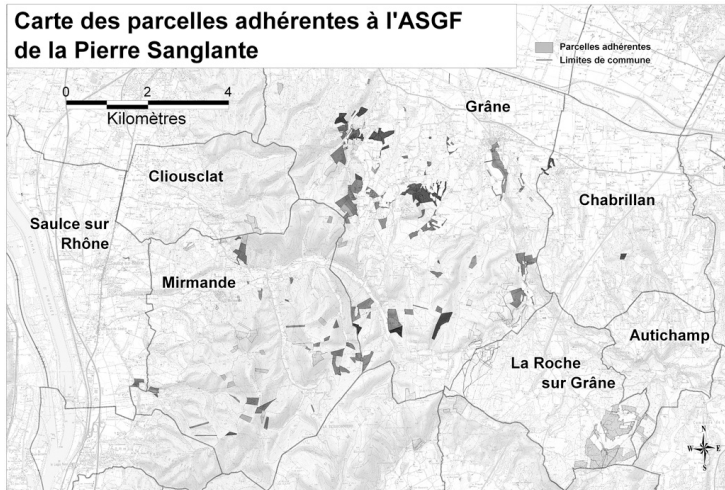 Carte des parcelles adhérentes à l'ASGF
de la Pierre Sanglante
Parcelles adhérentes
Limites de commune
0 2 4
Kilomètres
Grâne
Cliousclat
Chabrillan
Saulce sur
Rhône
Mirmande
Autichamp
La Roche
sur Grâne
N
W E
S